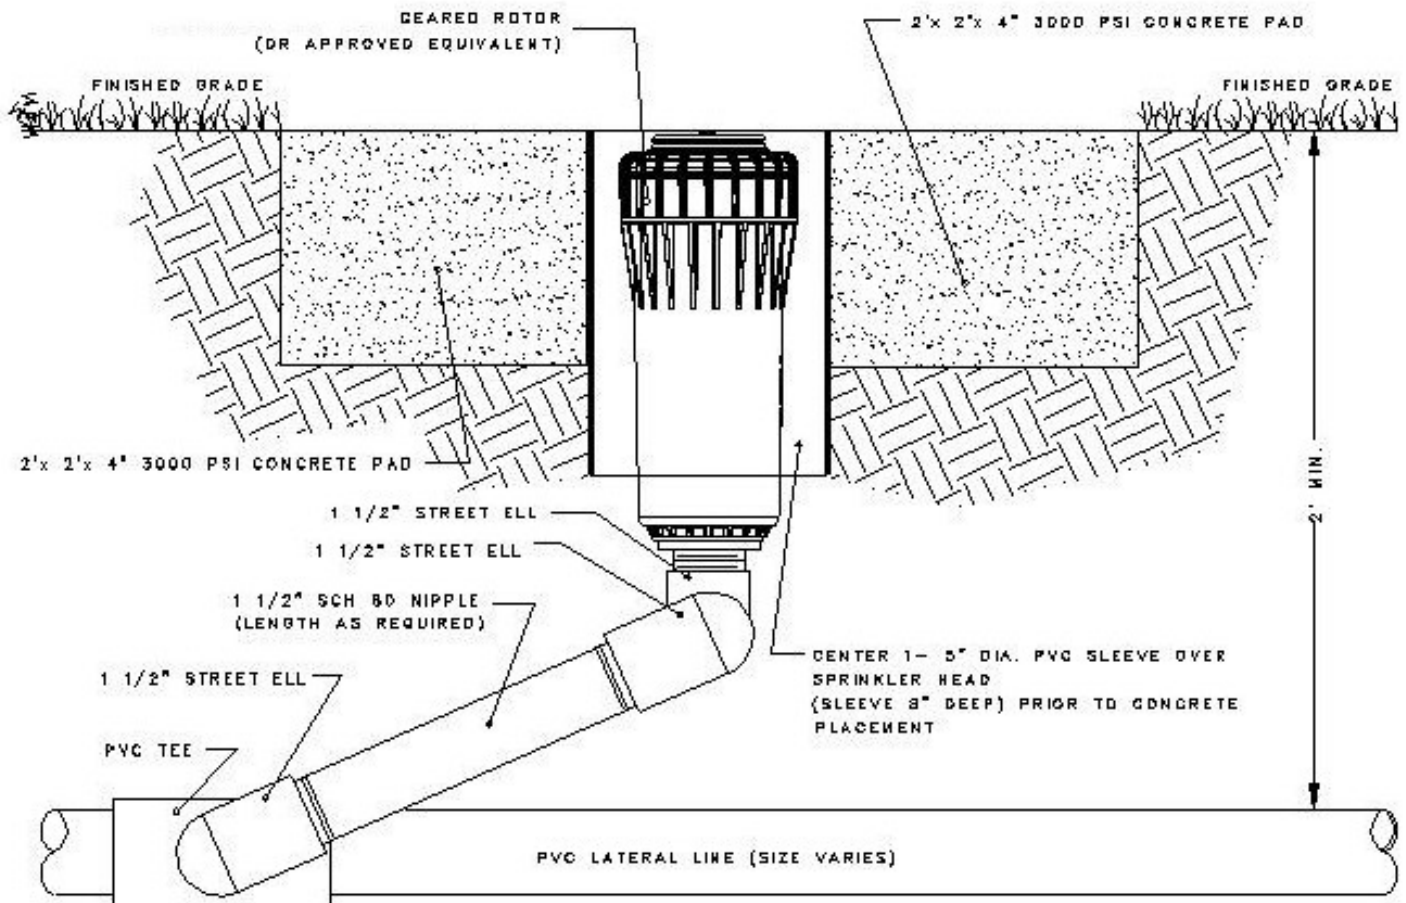 GEARED ROTOR
(OR APPROVED EQUIVALENT)
2'x 2'x 4" 3000 PSI CONCRETE PAD
FINISHED GRADE
FINISHED GRADE
2'x 2'x 4" 3000 PSI CONCRETE PAD
2' MIN.
1 1/2" STREET ELL
1 1/2" STREET ELL
1 1/2" SCH 80 NIPPLE
(LENGTH AS REQUIRED)
CENTER 1- 6" DIA. PVC SLEEVE OVER
SPRINKLER HEAD
(SLEEVE 8" DEEP) PRIOR TO CONCRETE
PLACEMENT
1 1/2" STREET ELL
PVC TEE
PVC LATERAL LINE (SIZE VARIES)